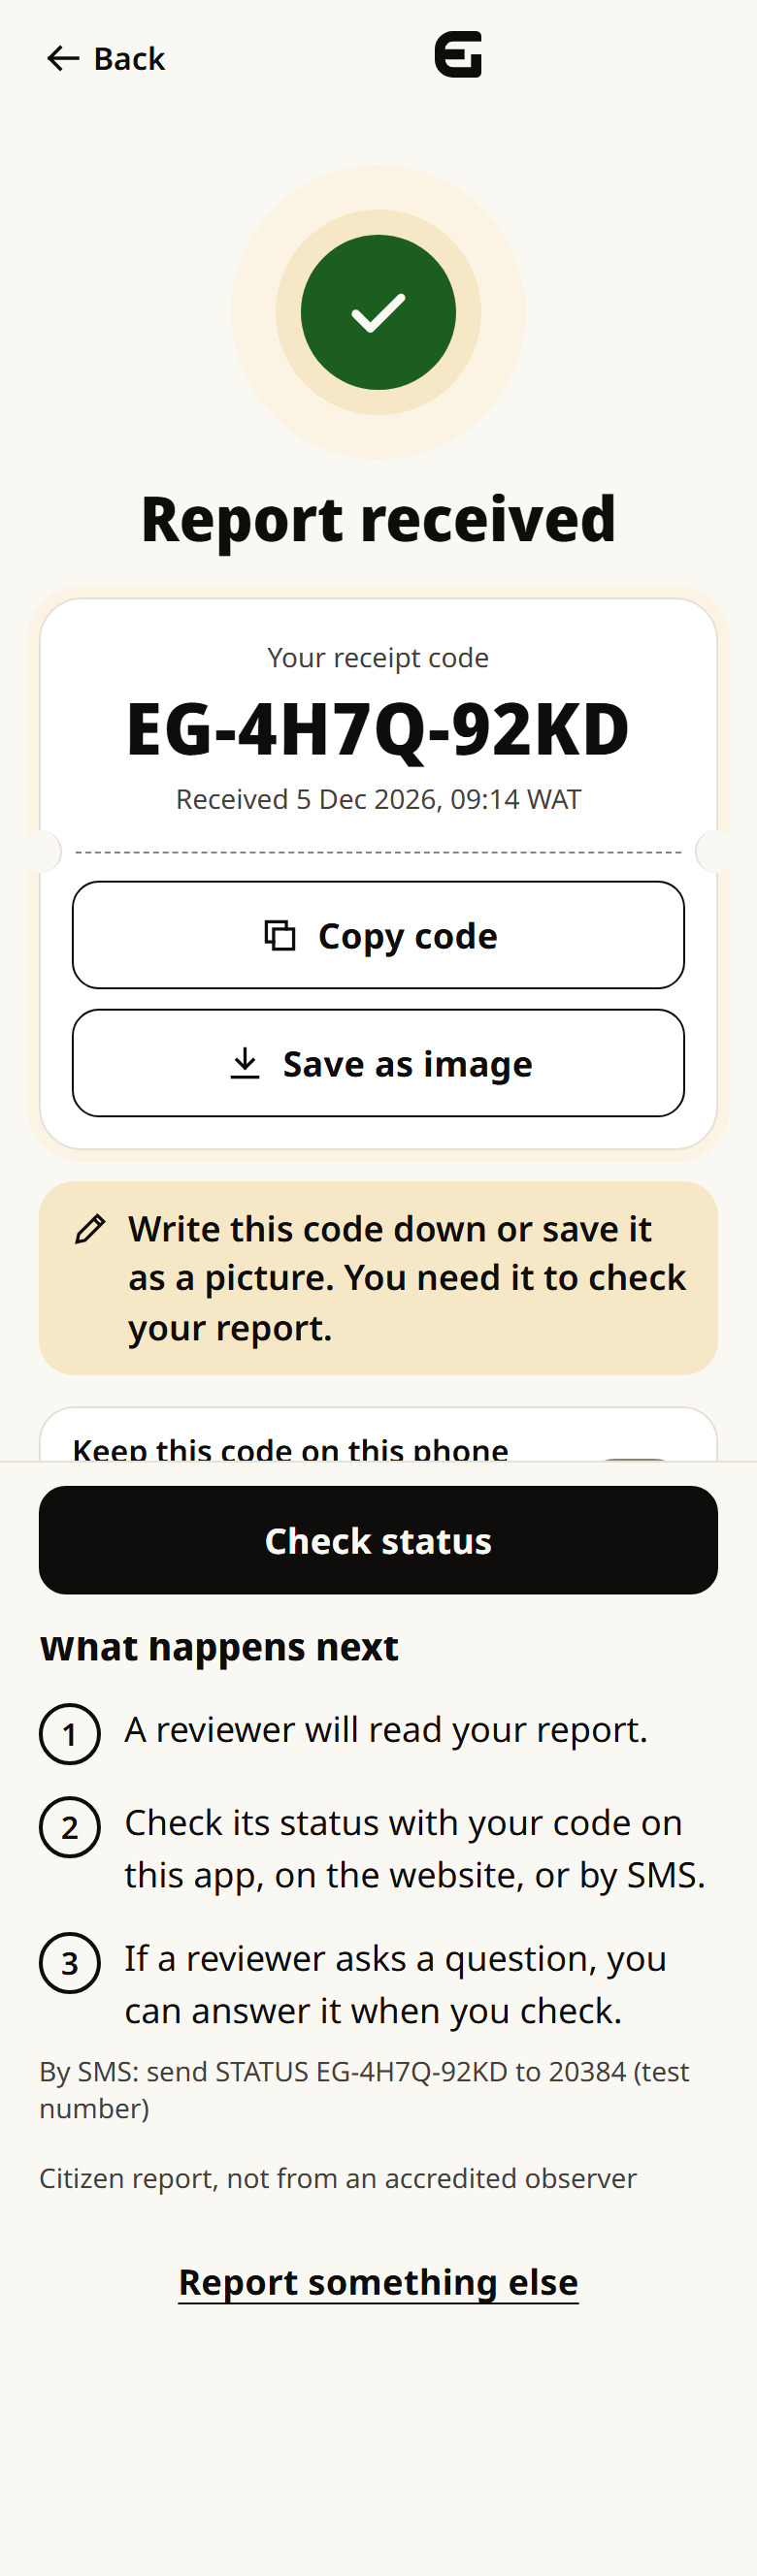 Back
EG
Report received
Your receipt code
EG-4H7Q-92KD
Received 5 Dec 2026, 09:14 WAT
Copy code
Save as image
Write this code down or save it
as a picture. You need it to check
your report.
Keep this code on this phone
Check status
What happens next
1 A reviewer will read your report.
2 Check its status with your code on
this app, on the website, or by SMS.
3 If a reviewer asks a question, you
can answer it when you check.
By SMS: send STATUS EG-4H7Q-92KD to 20384 (test
number)
Citizen report, not from an accredited observer
Report something else